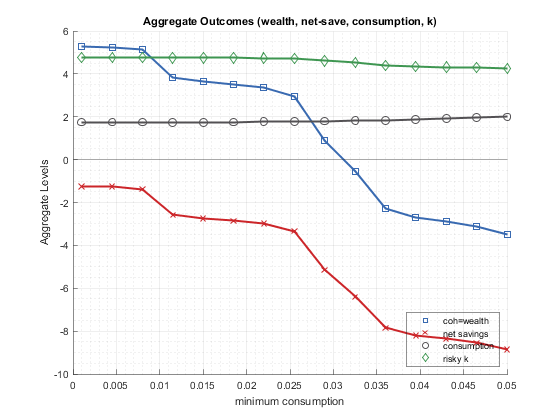 Aggregate Outcomes (wealth, net-save, consumption, k)
6
4
2
0
-2
-4
-6
-8
-10
Aggregate Levels
coh=wealth
net savings
consumption
risky k
0 0.005 0.01 0.015 0.02 0.025 0.03 0.035 0.04 0.045 0.05
minimum consumption